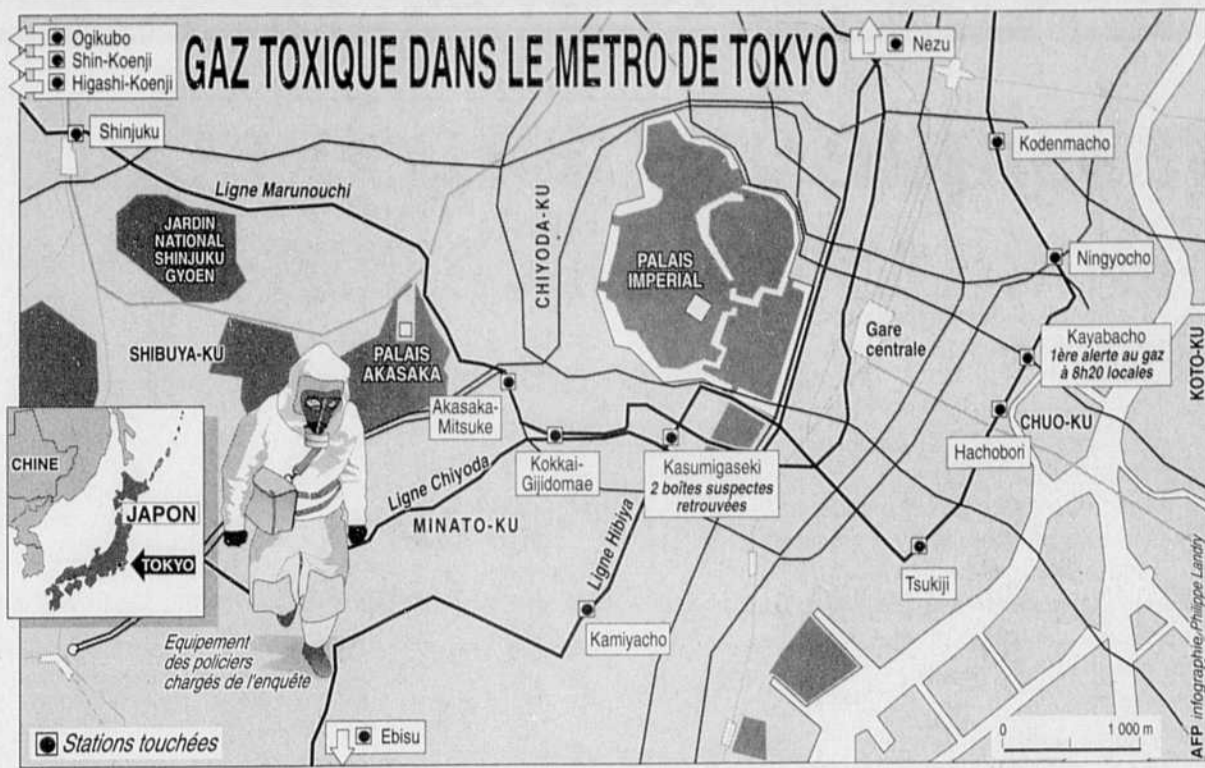 Ogikubo
Shin-Koenji
Higashi-Koenji
GAZ TOXIQUE DANS LE METRO DE TOKYO
Nezu
Shinjuku
Kodenmacho
Ligne Marunouchi
JARDIN
NATIONAL
SHINJUKU
GYOEN
CHIYODA-KU
PALAIS
IMPERIAL
Ningyocho
Gare
centrale
Kayabacho
1ère alerte au gaz
à 8h20 locales
KOTO-KU
SHIBUYA-KU
PALAIS
AKASAKA
Akasaka-
Mitsuke
CHUO-KU
Hachobori
Kokkai-
Gijidomae
Kasumigaseki
2 boîtes suspectes
retrouvées
Ligne Chiyoda
MINATO-KU
Ligne Hibiya
CHINE
JAPON
TOKYO
Tsukiji
Kamiyacho
Equipement
des policiers
chargés de l'enquête
Stations touchées
Ebisu
1 000 m
0
AFP infographie/Philippe Landry